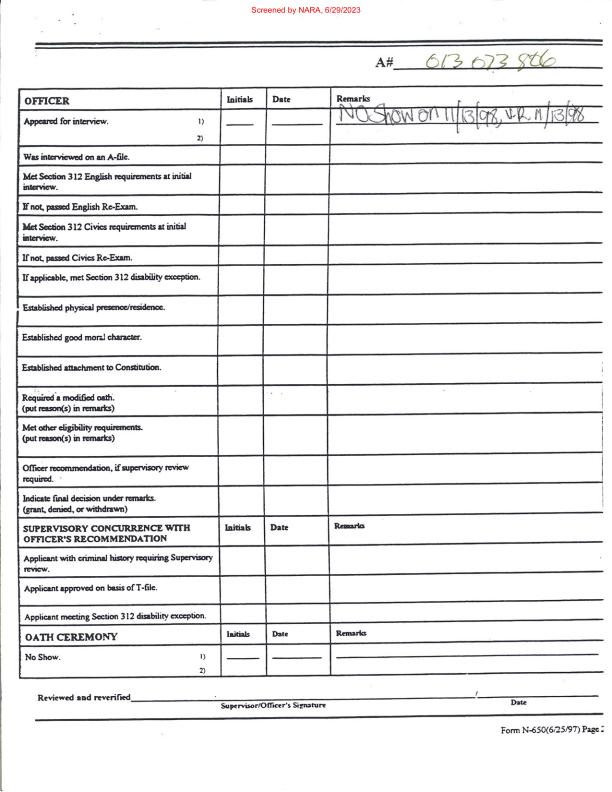 Screened by NARA, 6/29/2023
A# 013 073 846
OFFICER Initials Date Remarks
Appeared for interview. 1) NO Show on 11/13/98, 11/13/98
2)
Was interviewed on an A-file.
Met Section 312 English requirements at initial
interview.
If not, passed English Re-Exam.
Met Section 312 Civics requirements at initial
interview.
If not, passed Civics Re-Exam.
If applicable, met Section 312 disability exception.
Established physical presence/residence.
Established good moral character.
Established attachment to Constitution.
Required a modified oath.
(put reason(s) in remarks)
Met other eligibility requirements.
(put reason(s) in remarks)
Officer recommendation, if supervisory review
required.
Indicate final decision under remarks.
(grant, denied, or withdrawn)
SUPERVISORY CONCURRENCE WITH Initials Date Remarks
OFFICER'S RECOMMENDATION
Applicant with criminal history requiring Supervisory
review.
Applicant approved on basis of T-file.
Applicant meeting Section 312 disability exception.
OATH CEREMONY Initials Date Remarks
No Show. 1)
2)
Reviewed and reverified / 
Supervisor/Officer's Signature Date
Form N-650(6/25/97) Page 2